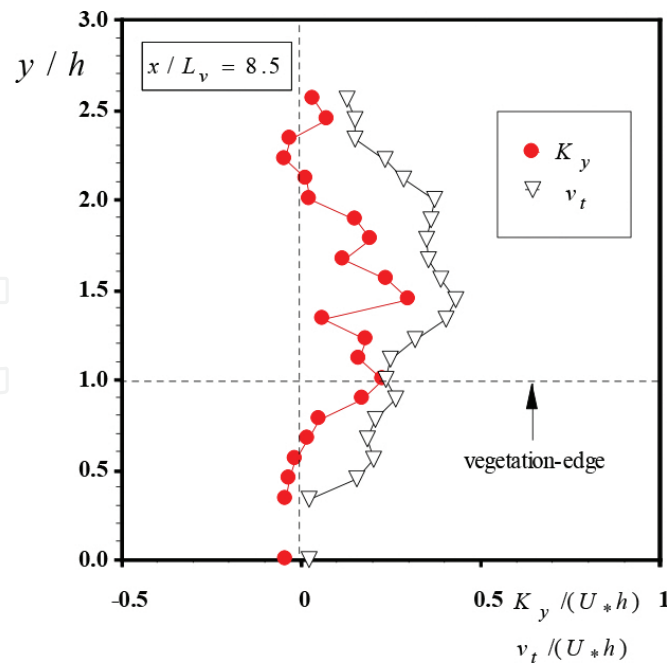 3.0
y / h
x / L_v = 8.5
2.5
K_y
v_t
2.0
1.5
1.0
vegetation-edge
0.5
0.0
-0.5 0 0.5 K_y /(U_* h) 1
v_t /(U_* h)